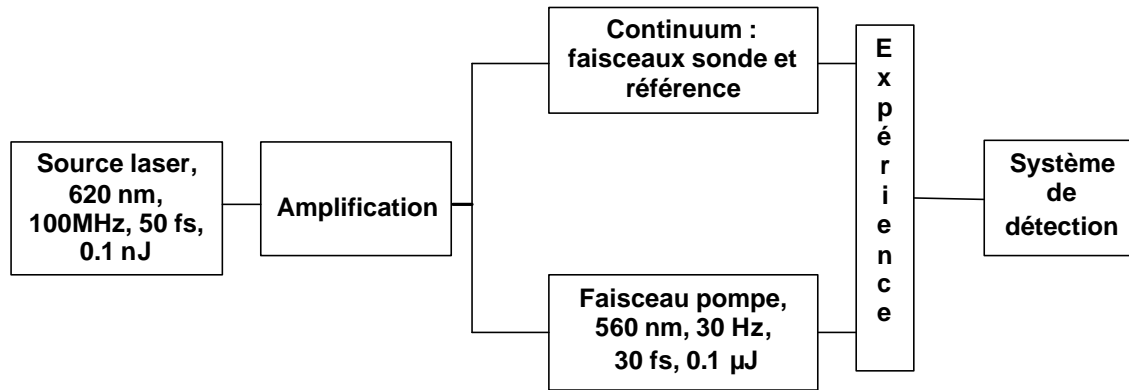 Source laser,
620 nm,
100MHz, 50 fs,
0.1 nJ
Amplification
Continuum :
faisceaux sonde et
référence
Faisceau pompe,
560 nm, 30 Hz,
30 fs, 0.1 µJ
E
x
p
é
r
i
e
n
c
e
Système
de
détection